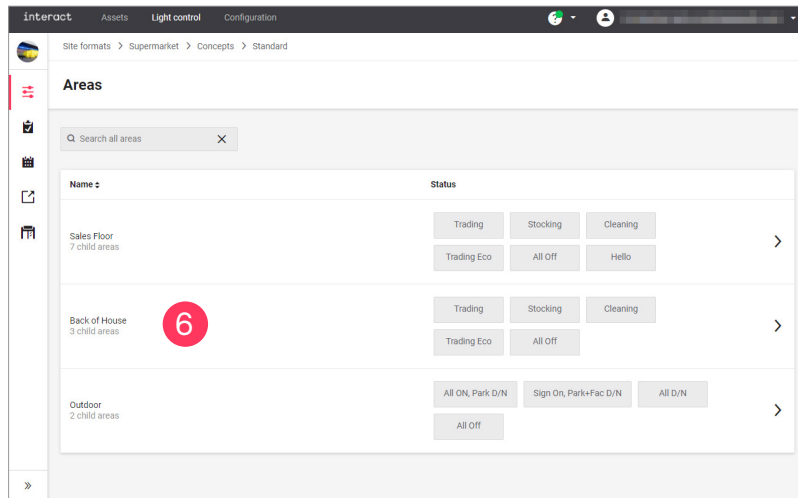 interact Assets Light control Configuration
Site formats > Supermarket > Concepts > Standard
Areas
Search all areas
Name Status
Sales Floor
7 child areas
Trading Stocking Cleaning
Trading Eco All Off Hello
Back of House
3 child areas
6
Trading Stocking Cleaning
Trading Eco All Off
Outdoor
2 child areas
All ON, Park D/N Sign On, Park+Fac D/N All D/N
All Off